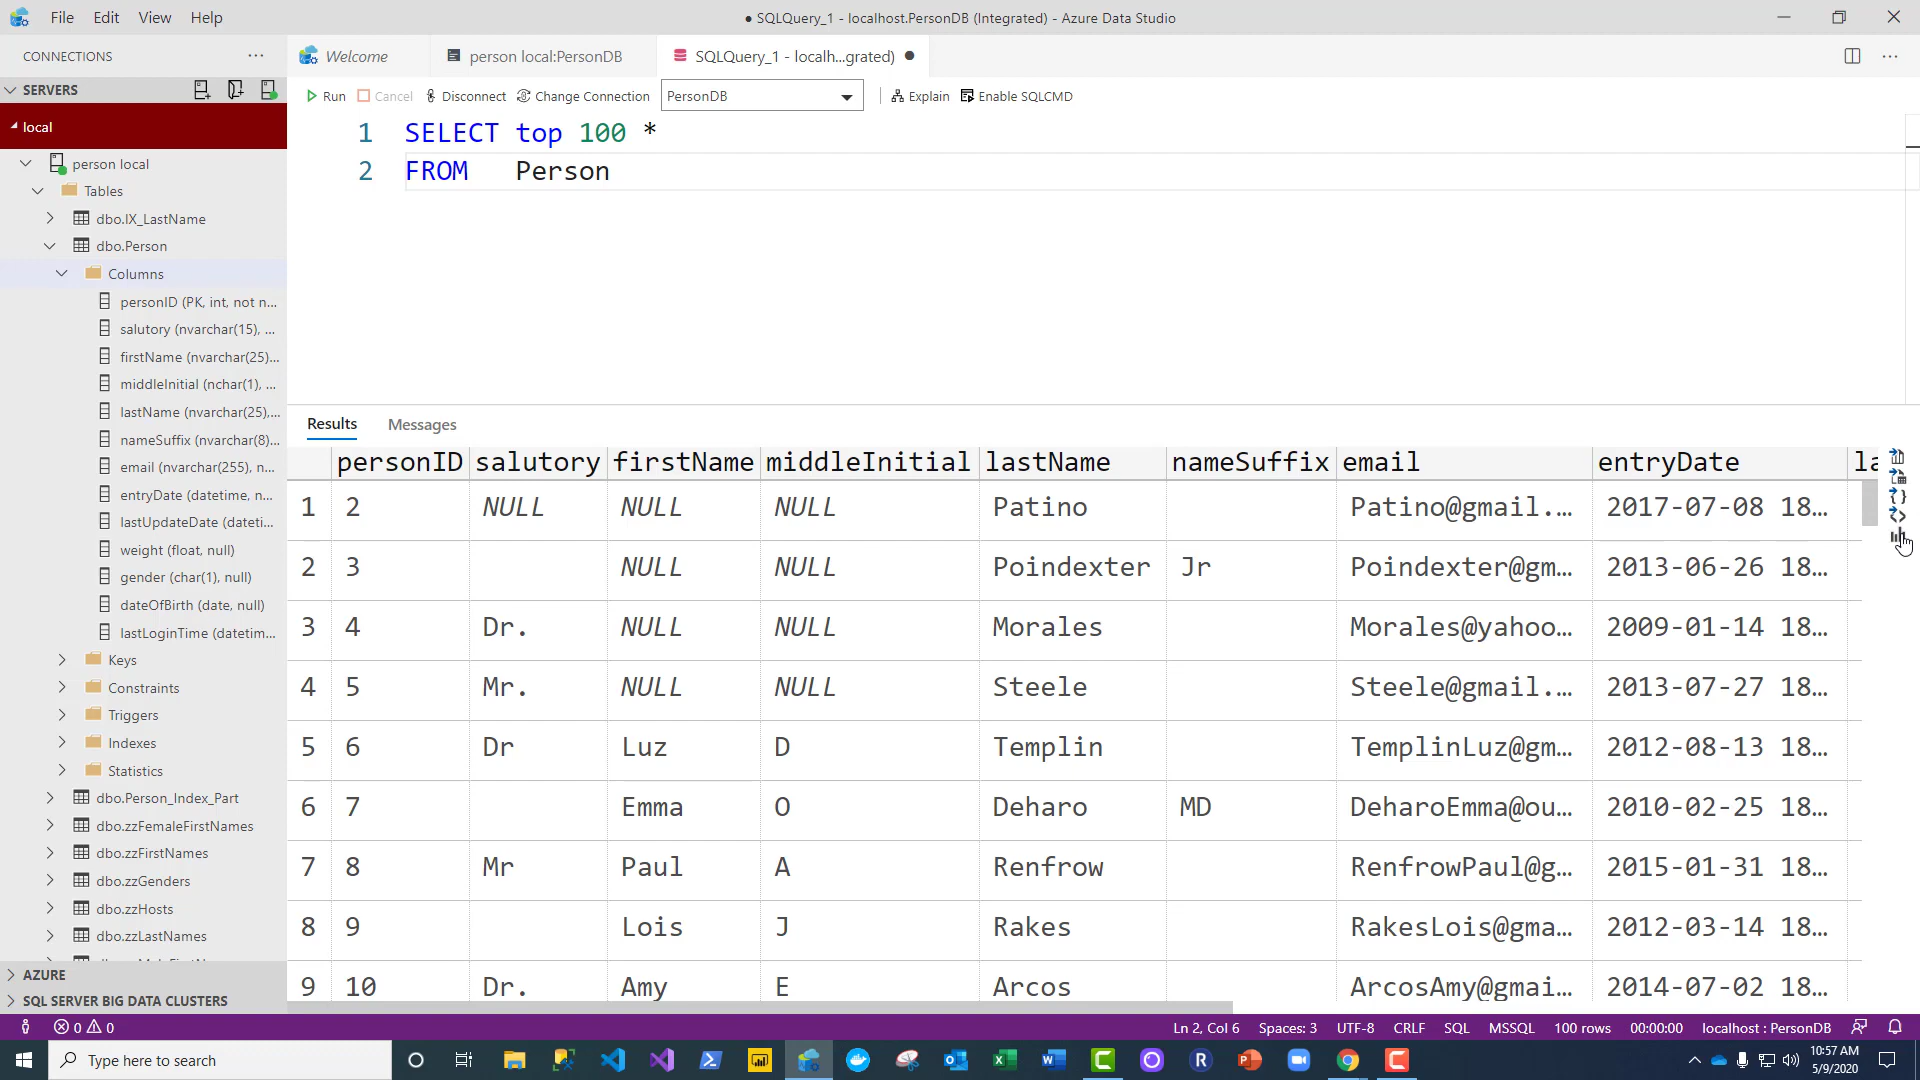 File Edit View Help
● SQLQuery_1 - localhost.PersonDB (Integrated) - Azure Data Studio
CONNECTIONS
Welcome
person local:PersonDB
SQLQuery_1 - localh...grated)
SERVERS
Run Cancel Disconnect Change Connection PersonDB Explain Enable SQLCMD
local
person local
Tables
dbo.IX_LastName
dbo.Person
Columns
personID (PK, int, not n...
salutory (nvarchar(15), ...
firstName (nvarchar(25)...
middleInitial (nchar(1), ...
lastName (nvarchar(25),...
nameSuffix (nvarchar(8)...
email (nvarchar(255), n...
entryDate (datetime, n...
lastUpdateDate (dateti...
weight (float, null)
gender (char(1), null)
dateOfBirth (date, null)
lastLoginTime (datetim...
Keys
Constraints
Triggers
Indexes
Statistics
dbo.Person_Index_Part
dbo.zzFemaleFirstNames
dbo.zzFirstNames
dbo.zzGenders
dbo.zzHosts
dbo.zzLastNames
AZURE
SQL SERVER BIG DATA CLUSTERS
1 SELECT top 100 *
2 FROM Person
Results Messages
personID salutory firstName middleInitial lastName nameSuffix email entryDate la
1 2 NULL NULL NULL Patino Patino@gmail.... 2017-07-08 18...
2 3 NULL NULL Poindexter Jr Poindexter@gm... 2013-06-26 18...
3 4 Dr. NULL NULL Morales Morales@yahoo... 2009-01-14 18...
4 5 Mr. NULL NULL Steele Steele@gmail.... 2013-07-27 18...
5 6 Dr Luz D Templin TemplinLuz@gm... 2012-08-13 18...
6 7 Emma O Deharo MD DeharoEmma@ou... 2010-02-25 18...
7 8 Mr Paul A Renfrow RenfrowPaul@g... 2015-01-31 18...
8 9 Lois J Rakes RakesLois@gma... 2012-03-14 18...
9 10 Dr. Amy E Arcos ArcosAmy@gmai... 2014-07-02 18...
0 0 Ln 2, Col 6 Spaces: 3 UTF-8 CRLF SQL MSSQL 100 rows 00:00:00 localhost : PersonDB
Type here to search
10:57 AM
5/9/2020